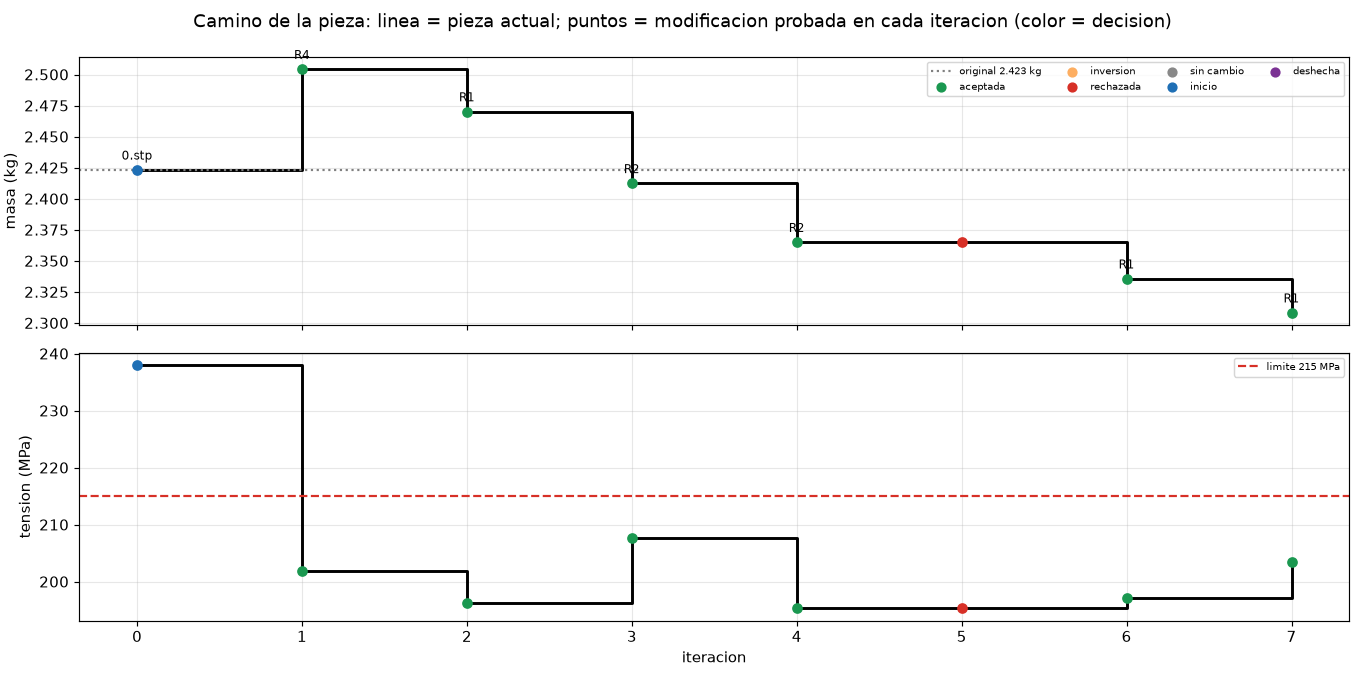 Camino de la pieza: linea = pieza actual; puntos = modificacion probada en cada iteracion (color = decision)
masa (kg)
2.500
2.475
2.450
2.425
2.400
2.375
2.350
2.325
2.300
0.stp
R4
R1
R2
R2
R1
R1
original 2.423 kg
aceptada
inversion
rechazada
sin cambio
inicio
deshecha
tension (MPa)
240
230
220
210
200
limite 215 MPa
0 1 2 3 4 5 6 7
iteracion